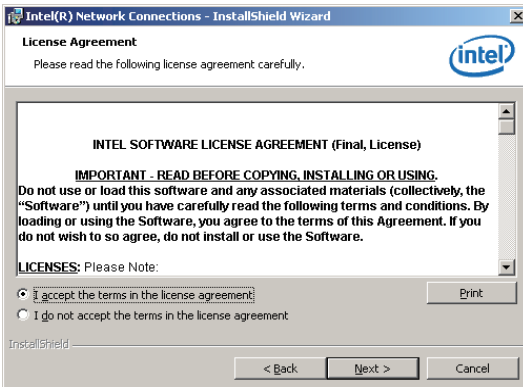 Intel(R) Network Connections - InstallShield Wizard
License Agreement
Please read the following license agreement carefully.
intel
INTEL SOFTWARE LICENSE AGREEMENT (Final, License)
IMPORTANT - READ BEFORE COPYING, INSTALLING OR USING.
Do not use or load this software and any associated materials (collectively, the
“Software”) until you have carefully read the following terms and conditions. By
loading or using the Software, you agree to the terms of this Agreement. If you
do not wish to so agree, do not install or use the Software.
LICENSES: Please Note:
I accept the terms in the license agreement
Print
I do not accept the terms in the license agreement
InstallShield
< Back
Next >
Cancel